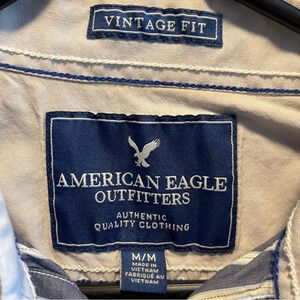 VINTAGE FIT
AMERICAN EAGLE
OUTFITTERS
AUTHENTIC
QUALITY CLOTHING
M/M
MADE IN
VIETNAM
FABRIQUÉ AU
VIETNAM